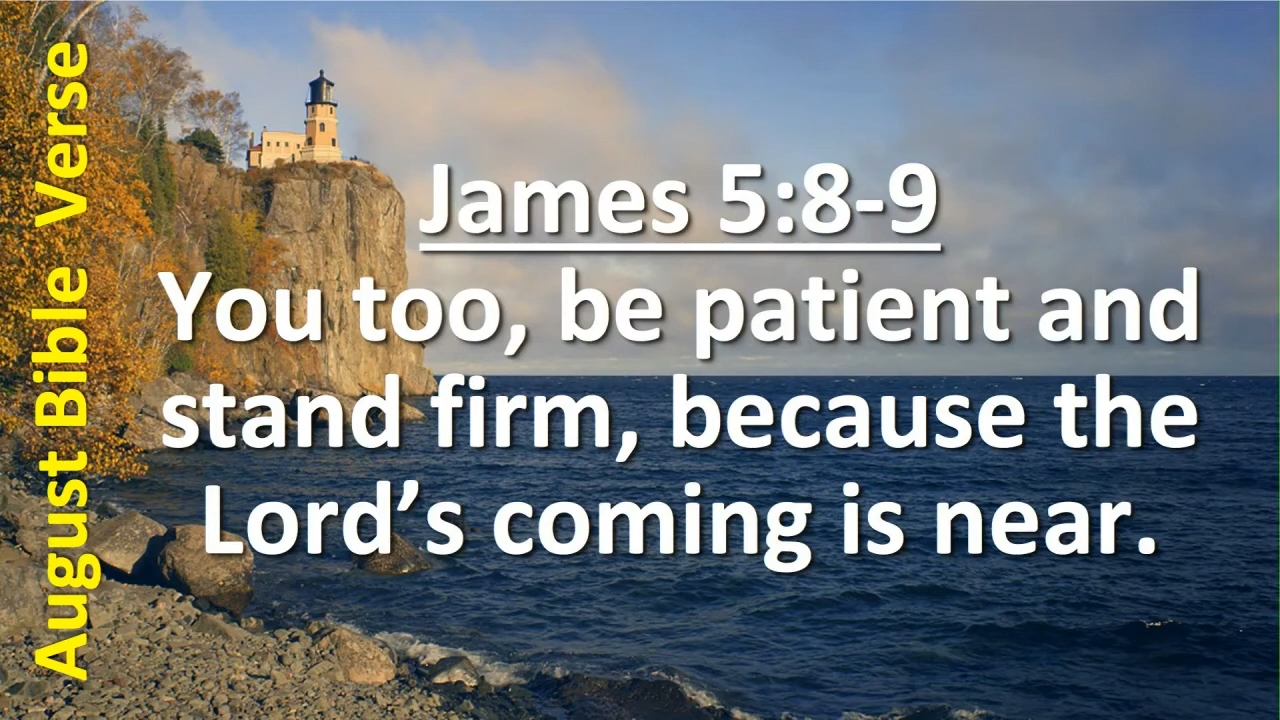 August Bible Verse
James 5:8-9
You too, be patient and
stand firm, because the
Lord’s coming is near.